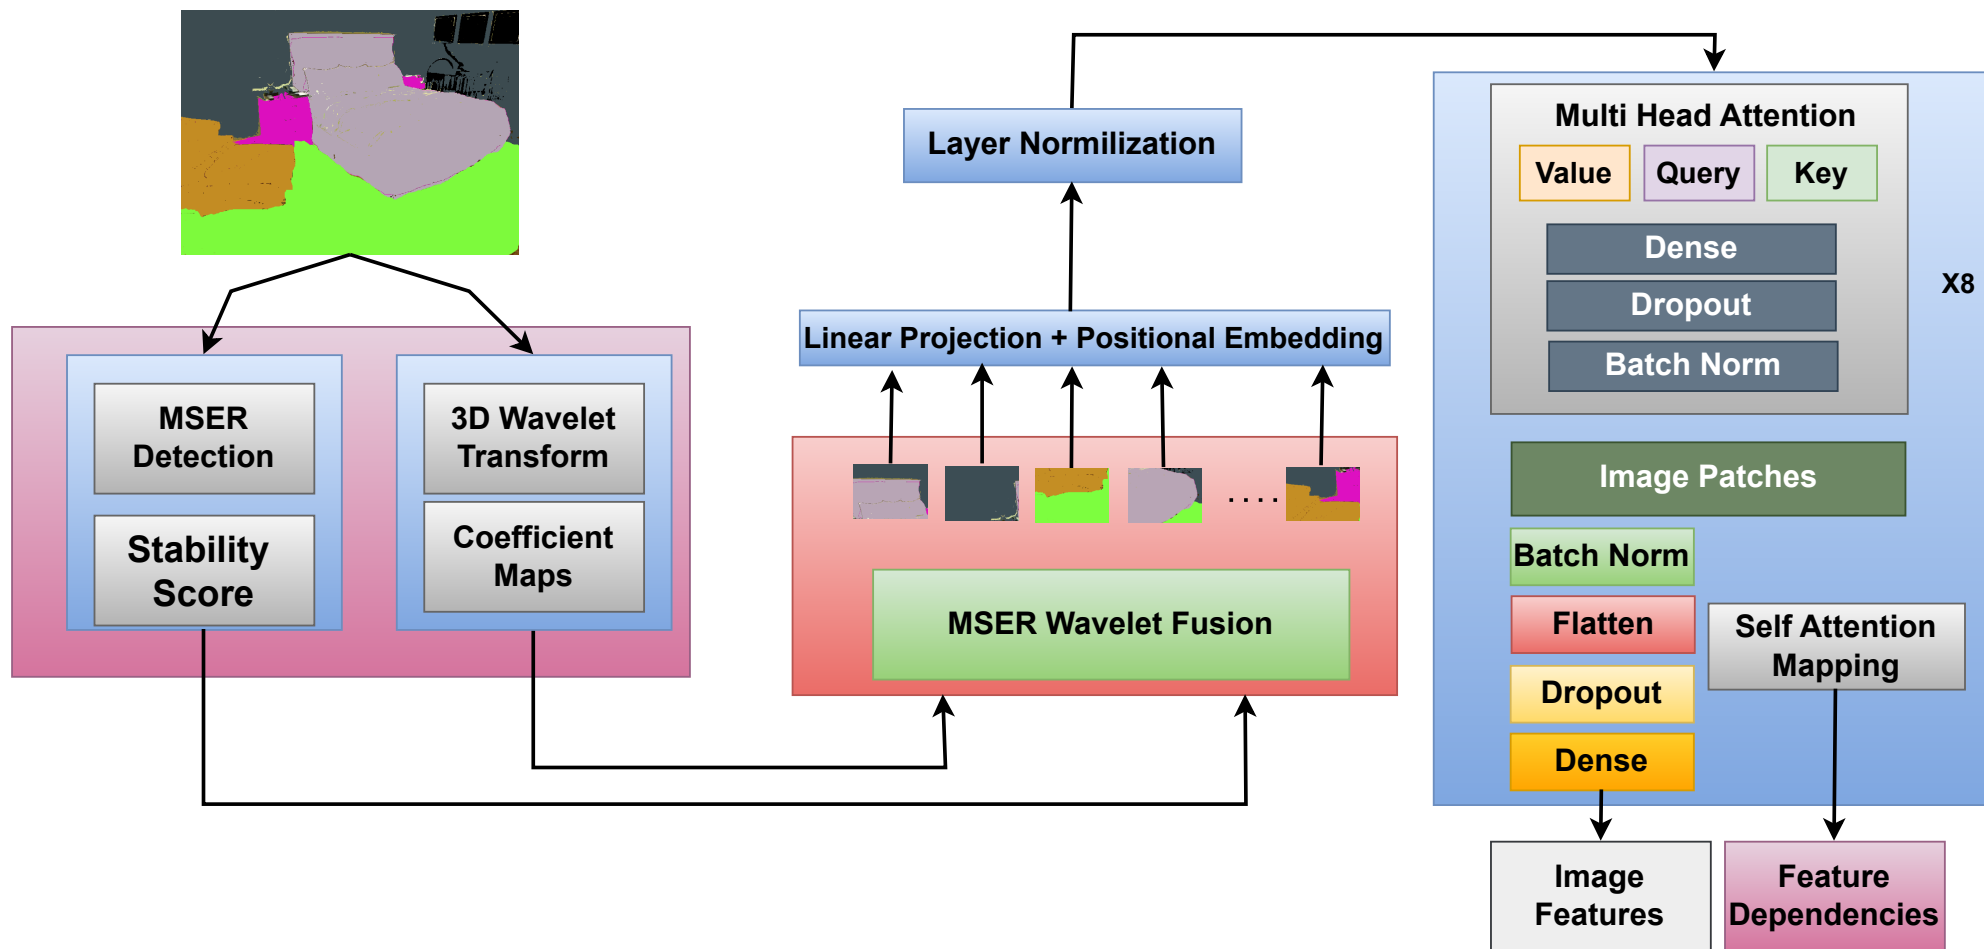 MSER
Detection
Stability
Score
3D Wavelet
Transform
Coefficient
Maps
Layer Normilization
Linear Projection + Positional Embedding
. . . .
MSER Wavelet Fusion
Multi Head Attention
Value
Query
Key
Dense
Dropout
Batch Norm
X8
Image Patches
Batch Norm
Flatten
Dropout
Dense
Self Attention
Mapping
Image
Features
Feature
Dependencies